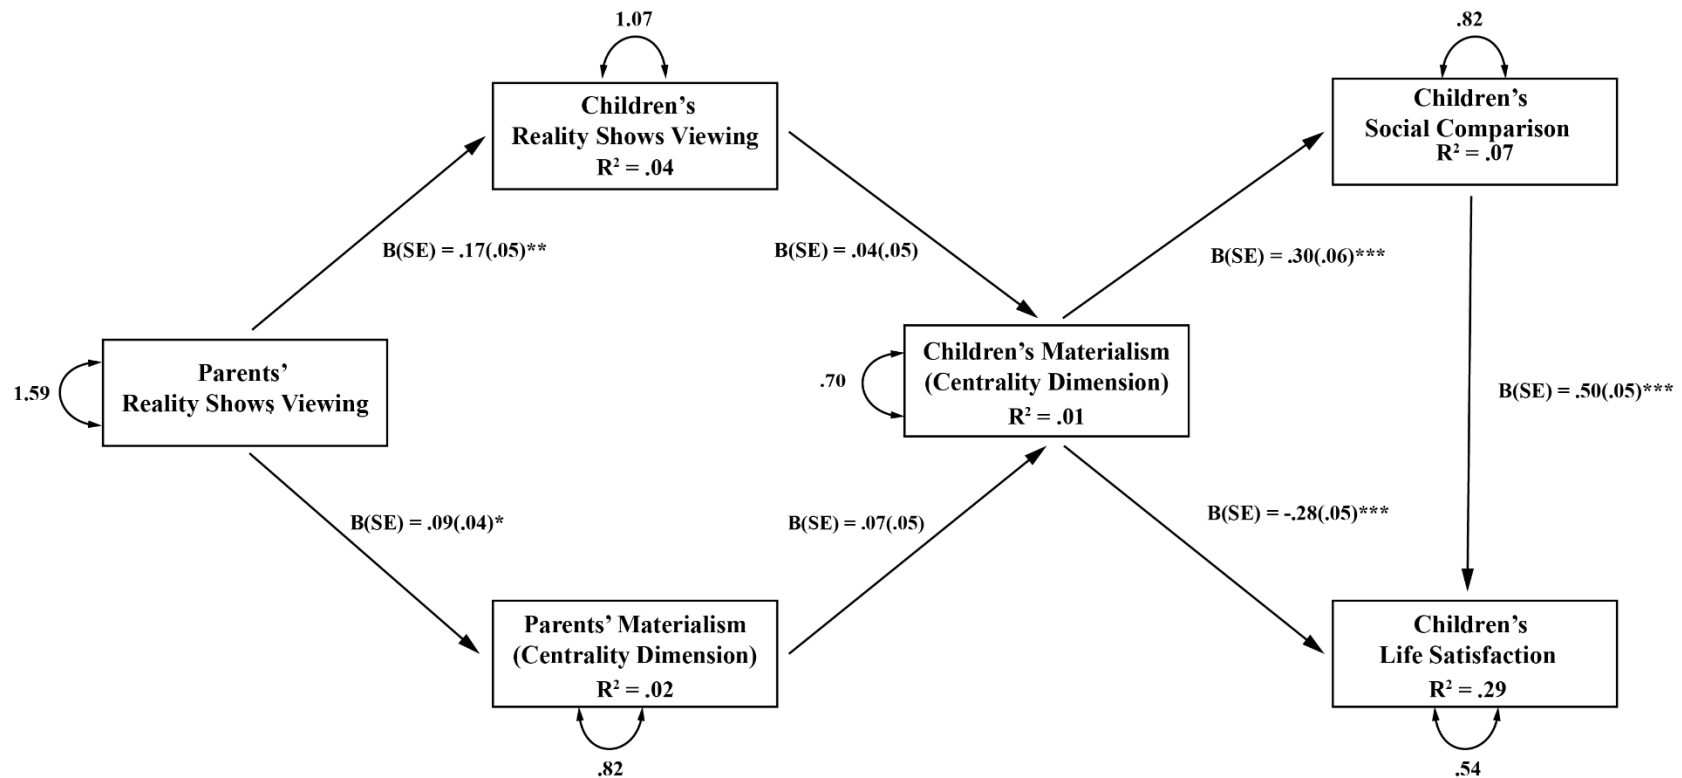 1.07
.82
Children’s
Reality Shows Viewing
R² = .04
Children’s
Social Comparison
R² = .07
B(SE) = .17(.05)**
B(SE) = .04(.05)
B(SE) = .30(.06)***
1.59
Parents’
Reality Shows Viewing
.70
Children’s Materialism
(Centrality Dimension)
R² = .01
B(SE) = .50(.05)***
B(SE) = .09(.04)*
B(SE) = .07(.05)
B(SE) = -.28(.05)***
Parents’ Materialism
(Centrality Dimension)
R² = .02
Children’s
Life Satisfaction
R² = .29
.82
.54